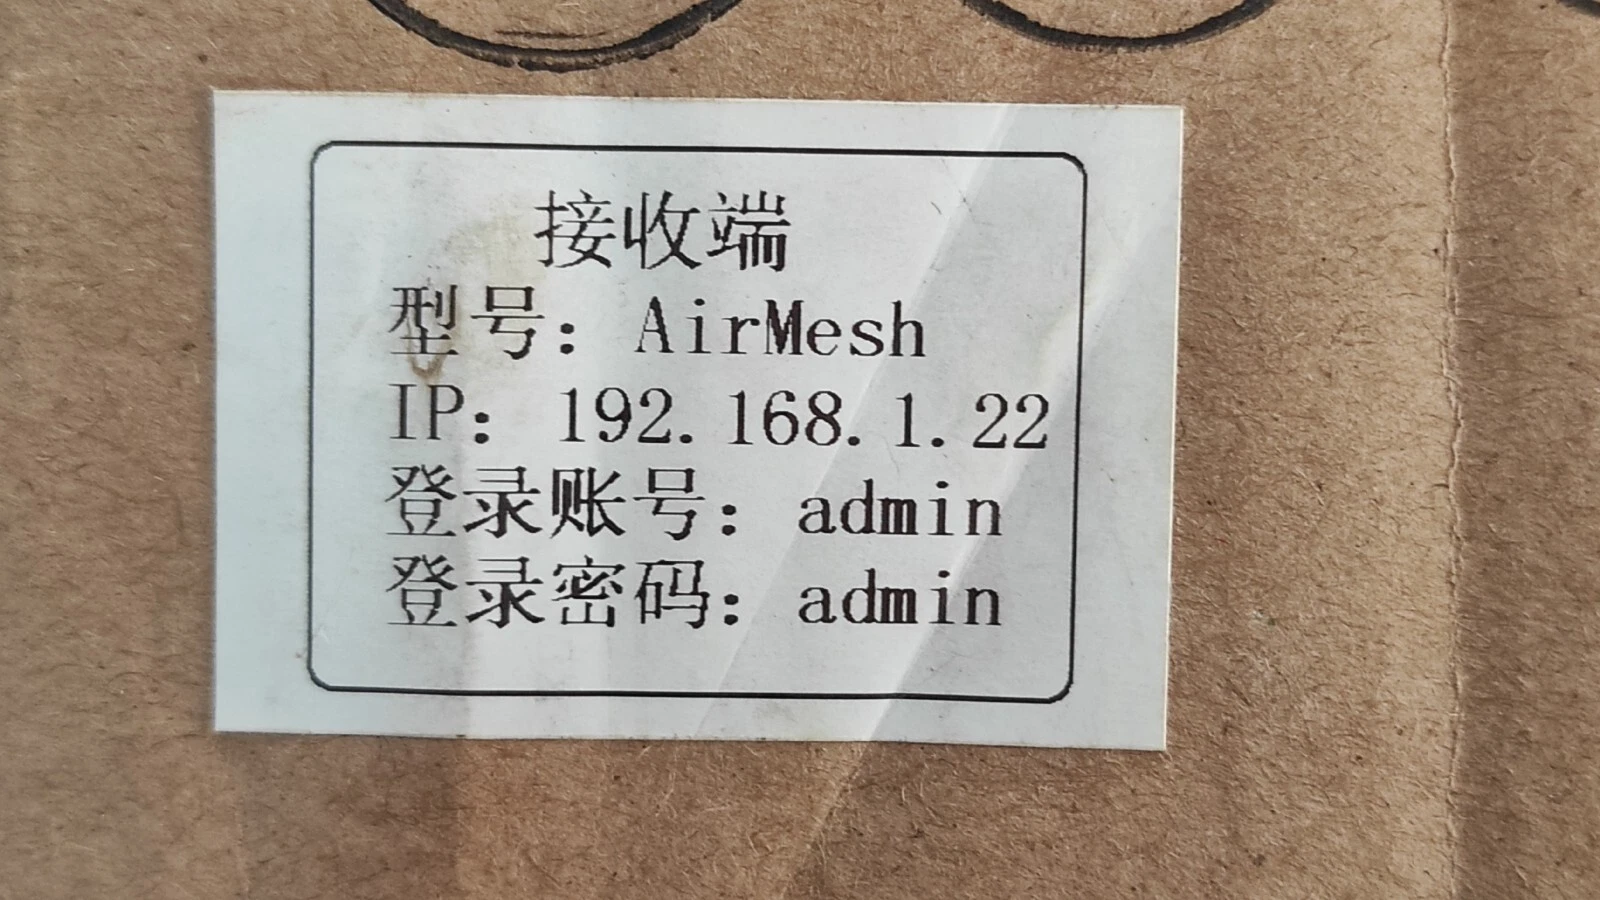 接收端
型号：AirMesh
IP：192.168.1.22
登录账号：admin
登录密码：admin